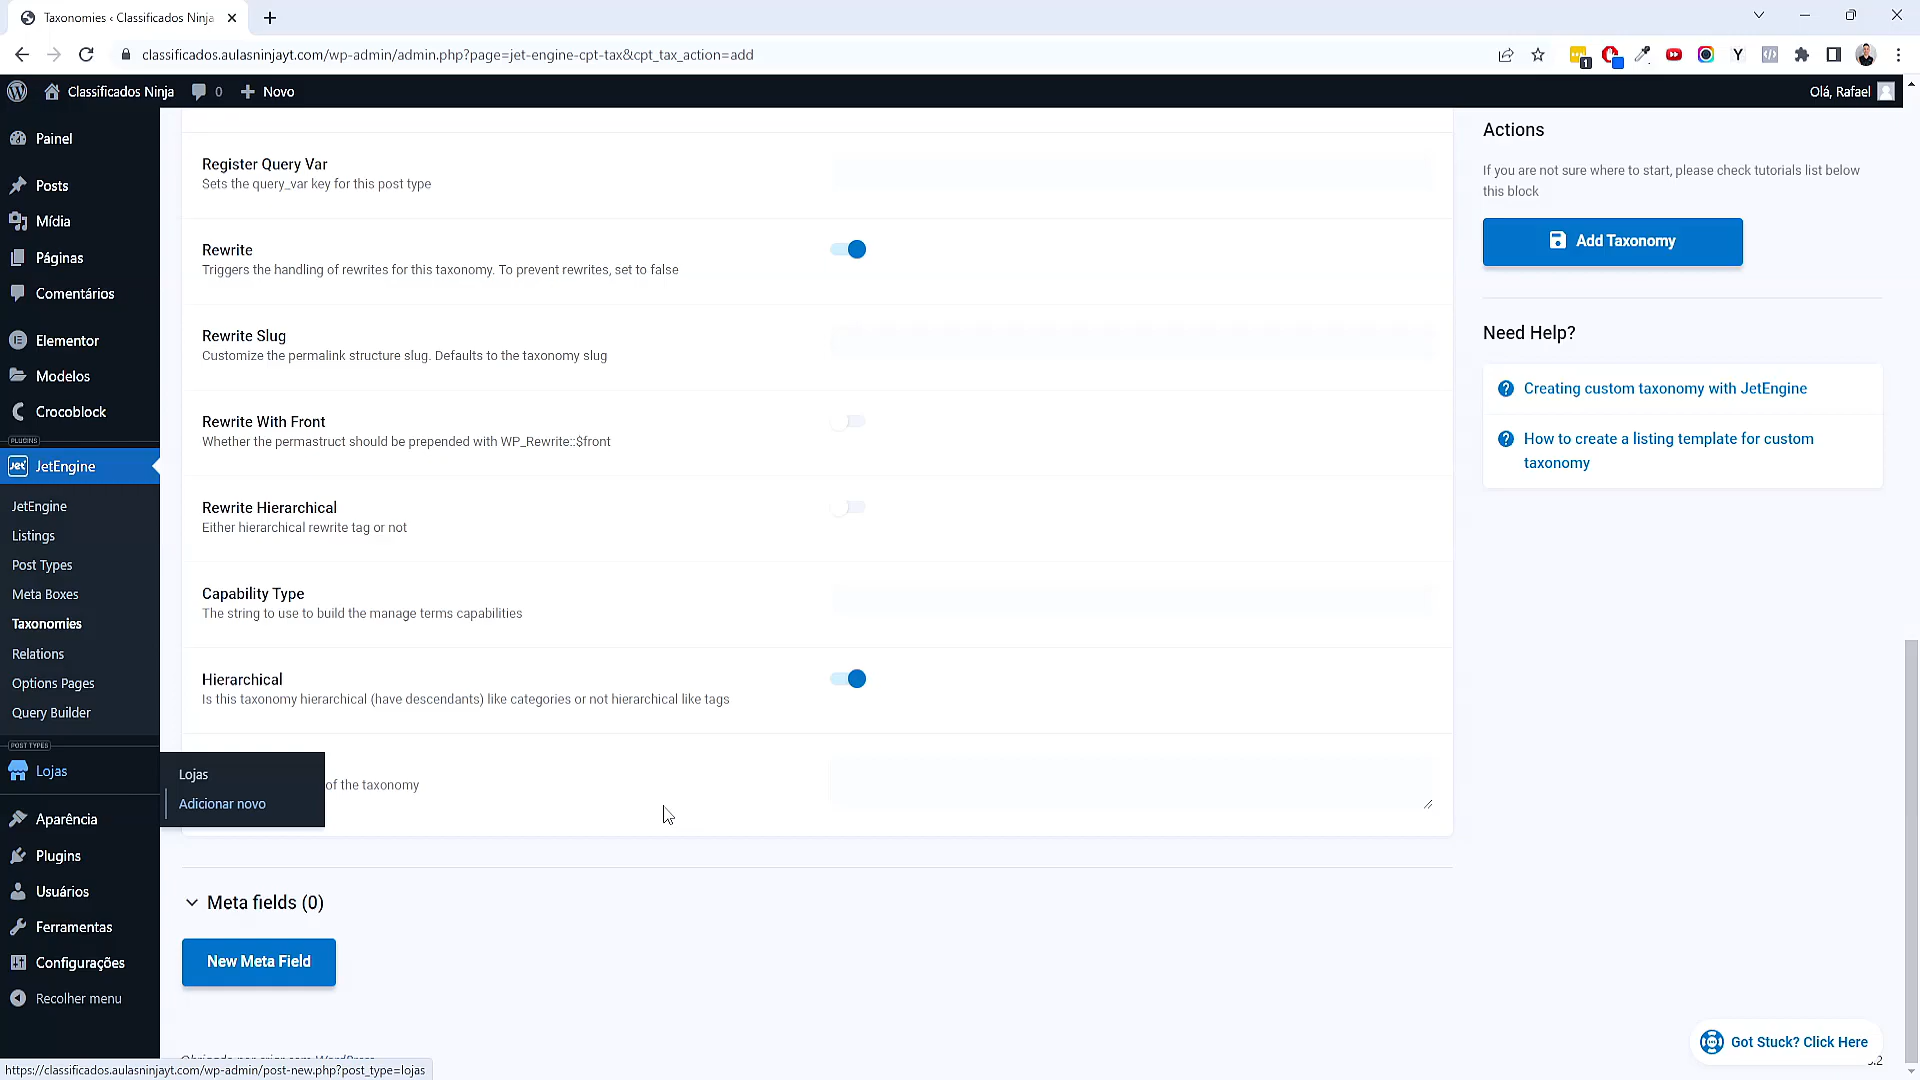 Taxonomies ‹ Classificados Ninja
classificados.aulasninjayt.com/wp-admin/admin.php?page=jet-engine-cpt-tax&cpt_tax_action=add
1
Y
Classificados Ninja
0
Novo
Olá, Rafael
Painel
Posts
Mídia
Páginas
Comentários
Elementor
Modelos
Crocoblock
PLUGINS
Jet
JetEngine
JetEngine
Listings
Post Types
Meta Boxes
Taxonomies
Relations
Options Pages
Query Builder
POST TYPES
Lojas
Lojas
Adicionar novo
Aparência
Plugins
Usuários
Ferramentas
Configurações
Recolher menu
Register Query Var
Sets the query_var key for this post type
Rewrite
Triggers the handling of rewrites for this taxonomy. To prevent rewrites, set to false
Rewrite Slug
Customize the permalink structure slug. Defaults to the taxonomy slug
Rewrite With Front
Whether the permastruct should be prepended with WP_Rewrite::$front
Rewrite Hierarchical
Either hierarchical rewrite tag or not
Capability Type
The string to use to build the manage terms capabilities
Hierarchical
Is this taxonomy hierarchical (have descendants) like categories or not hierarchical like tags
of the taxonomy
Meta fields (0)
New Meta Field
Actions
If you are not sure where to start, please check tutorials list below
this block
Add Taxonomy
Need Help?
Creating custom taxonomy with JetEngine
How to create a listing template for custom
taxonomy
Got Stuck? Click Here
https://classificados.aulasninjayt.com/wp-admin/post-new.php?post_type=lojas